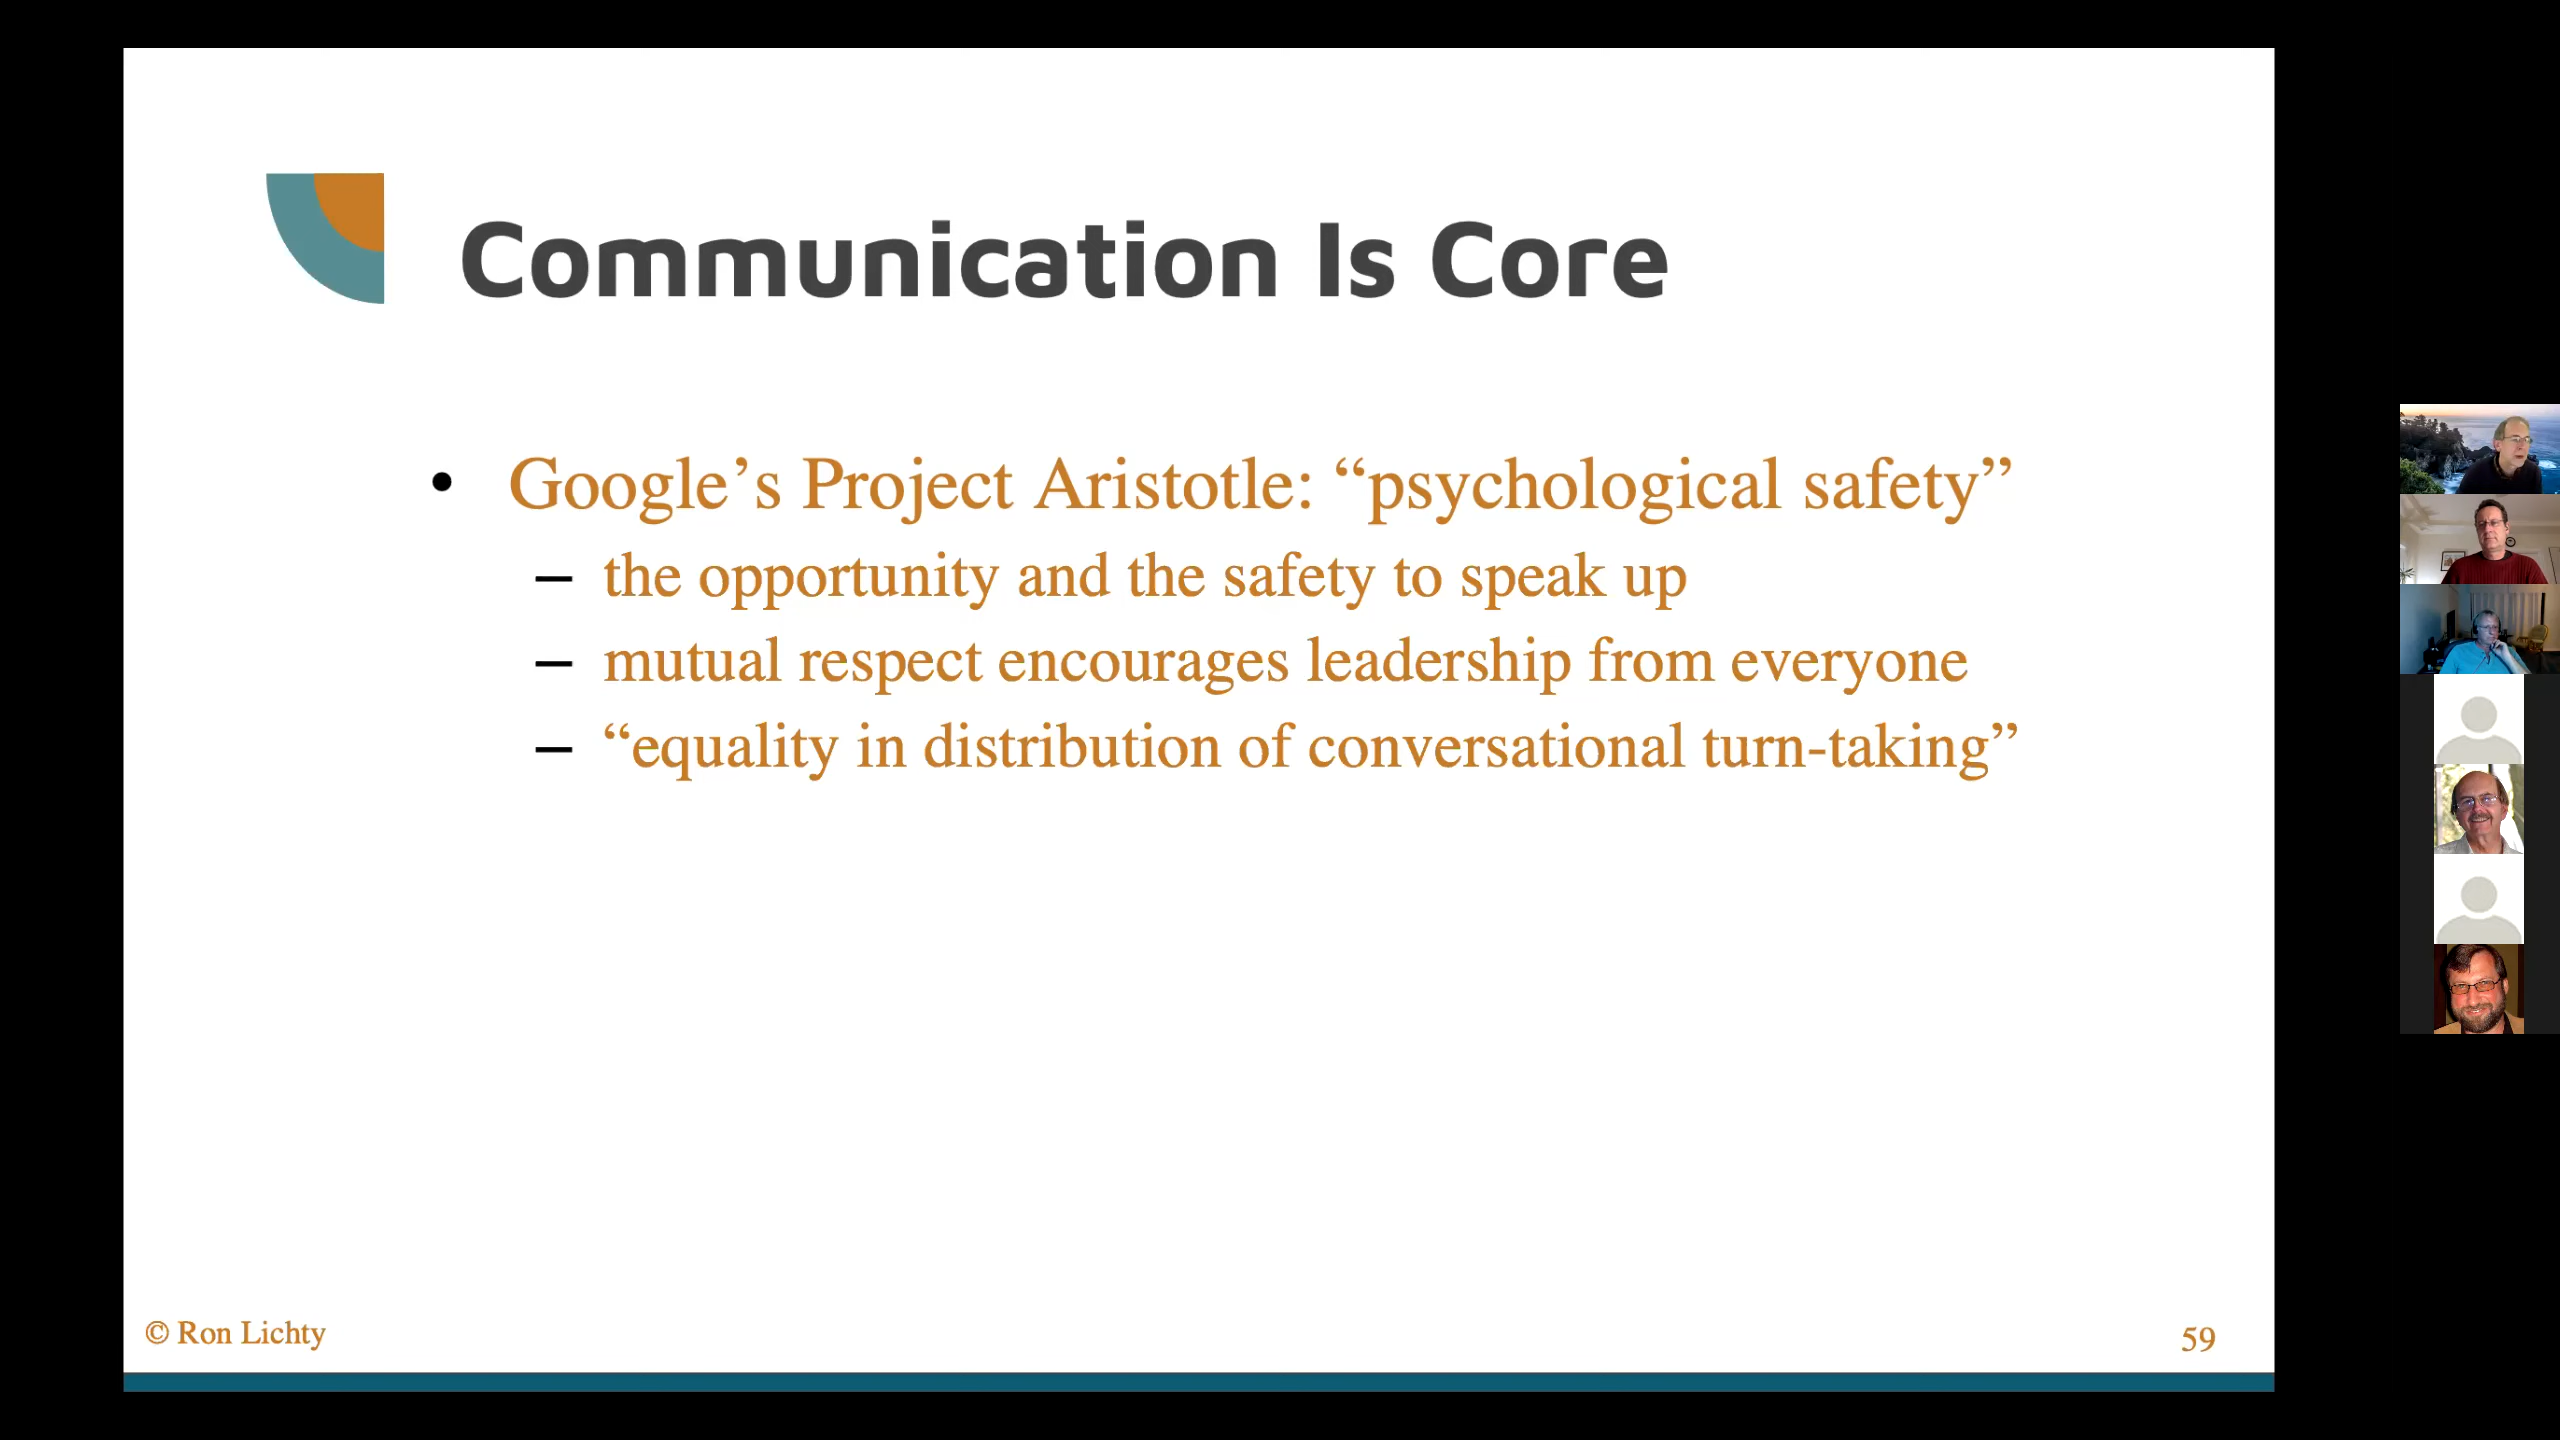 Communication Is Core
• Google’s Project Aristotle: “psychological safety”
– the opportunity and the safety to speak up
– mutual respect encourages leadership from everyone
– “equality in distribution of conversational turn-taking”
© Ron Lichty
59